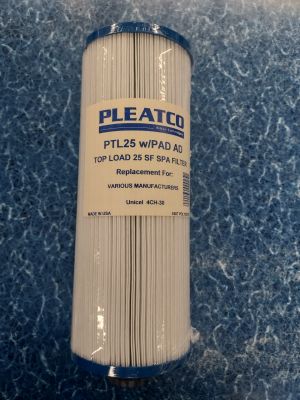 PLEATCO
PTL25 w/PAD AD
TOP LOAD 25 SF SPA FILTER
Replacement For:
VARIOUS MANUFACTURERS
Unicel 4CH-30
MADE IN USA